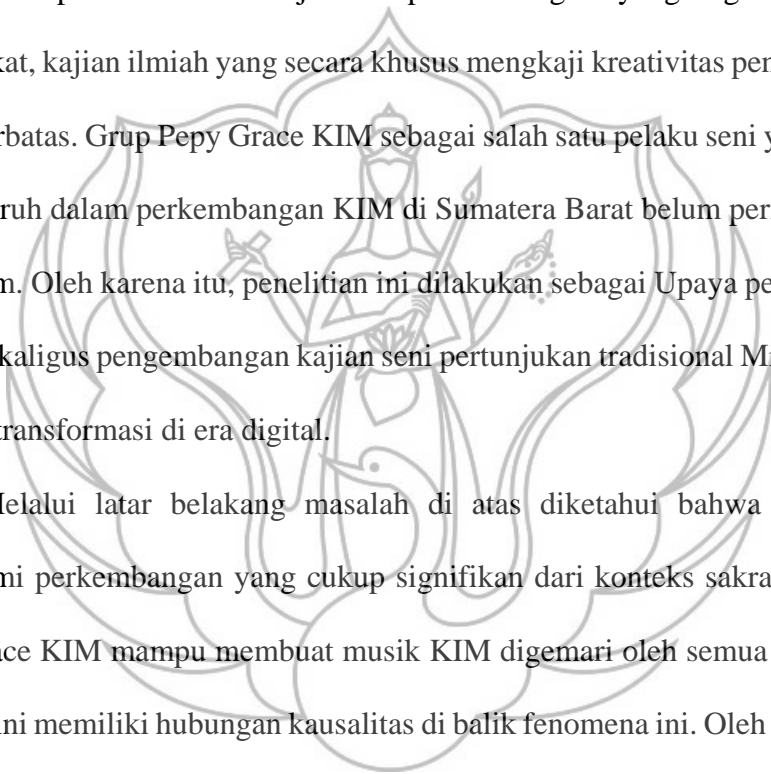 kat, kajian ilmiah yang secara khusus mengkaji kreativitas pen
rbatas. Grup Pepy Grace KIM sebagai salah satu pelaku seni y
ruh dalam perkembangan KIM di Sumatera Barat belum per
m. Oleh karena itu, penelitian ini dilakukan sebagai Upaya pe
kaligus pengembangan kajian seni pertunjukan tradisional Mi
transformasi di era digital.
Melalui latar belakang masalah di atas diketahui bahwa
mi perkembangan yang cukup signifikan dari konteks sakra
ace KIM mampu membuat musik KIM digemari oleh semua
ini memiliki hubungan kausalitas di balik fenomena ini. Oleh